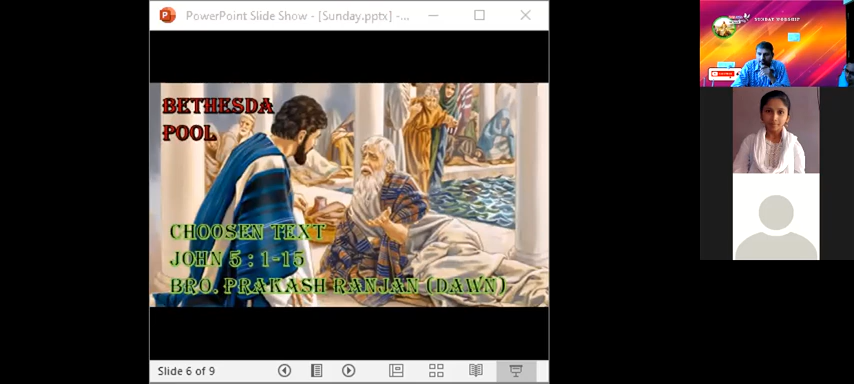 PowerPoint Slide Show - [Sunday.pptx] -...
BETHESDA
POOL
CHOOSEN TEXT
JOHN 5 : 1-15
BRO. PRAKASH RANJAN (DAWN)
Slide 6 of 9
SUNDAY WORSHIP